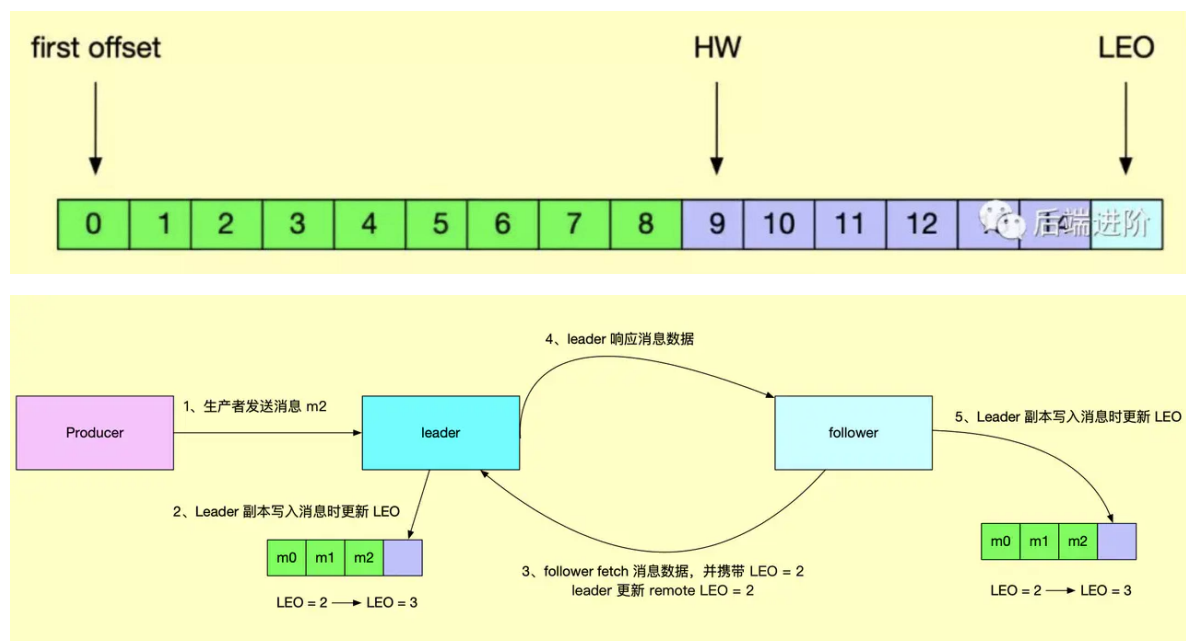 first offset HW LEO
0 1 2 3 4 5 6 7 8 9 10 11 12
后端进阶
4、leader 响应消息数据
1、生产者发送消息 m2
Producer
leader
follower
5、Leader 副本写入消息时更新 LEO
2、Leader 副本写入消息时更新 LEO
m0 m1 m2
LEO = 2 LEO = 3
3、follower fetch 消息数据，并携带 LEO = 2
leader 更新 remote LEO = 2
m0 m1 m2
LEO = 2 LEO = 3